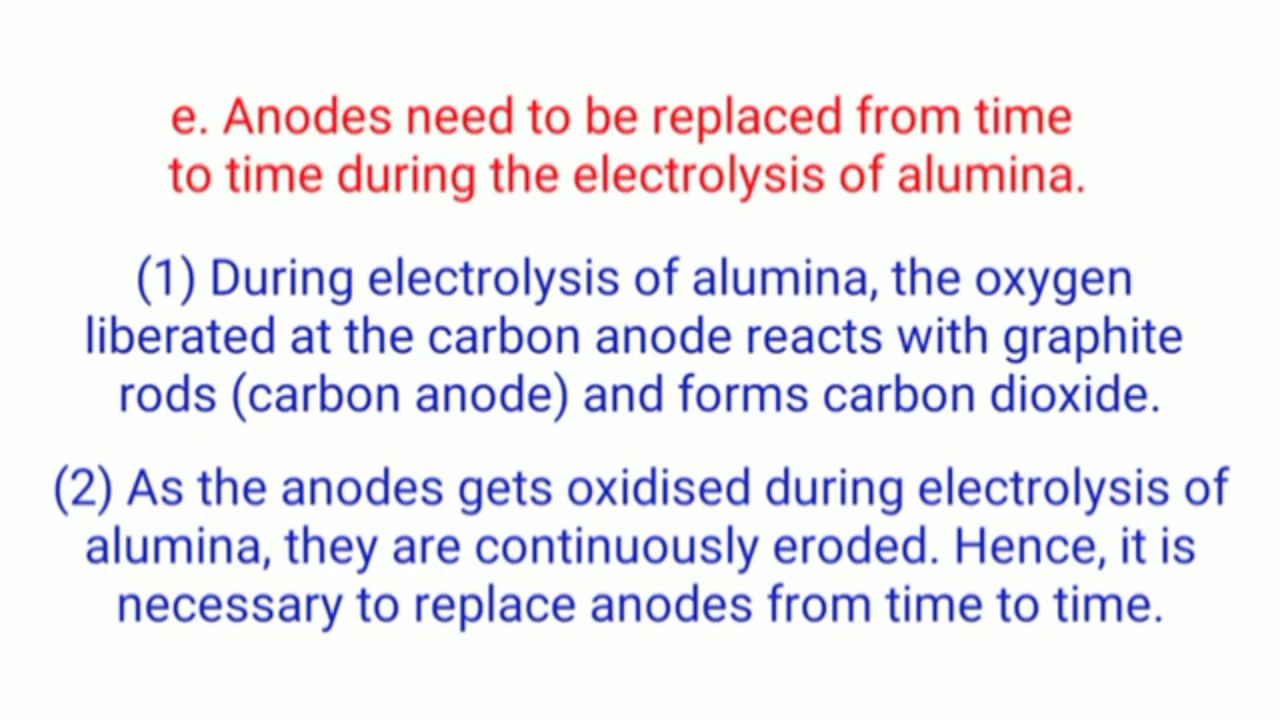 e. Anodes need to be replaced from time
to time during the electrolysis of alumina.
(1) During electrolysis of alumina, the oxygen
liberated at the carbon anode reacts with graphite
rods (carbon anode) and forms carbon dioxide.
(2) As the anodes gets oxidised during electrolysis of
alumina, they are continuously eroded. Hence, it is
necessary to replace anodes from time to time.